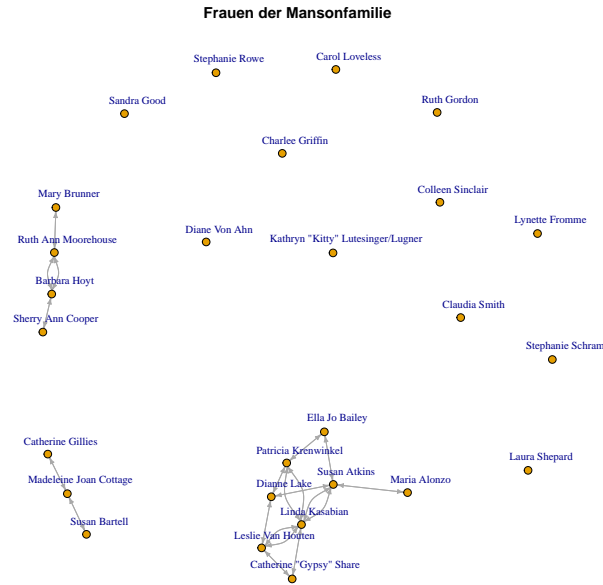 Frauen der Mansonfamilie
Stephanie Rowe
Carol Loveless
Sandra Good
Ruth Gordon
Charlee Griffin
Mary Brunner
Colleen Sinclair
Lynette Fromme
Ruth Ann Moorehouse
Diane Von Ahn
Kathryn "Kitty" Lutesinger/Lugner
Barbara Hoyt
Sherry Ann Cooper
Claudia Smith
Stephanie Schram
Ella Jo Bailey
Catherine Gillies
Patricia Krenwinkel
Laura Shepard
Susan Atkins
Madeleine Joan Cottage
Dianne Lake
Maria Alonzo
Linda Kasabian
Susan Bartell
Leslie Van Houten
Catherine "Gypsy" Share